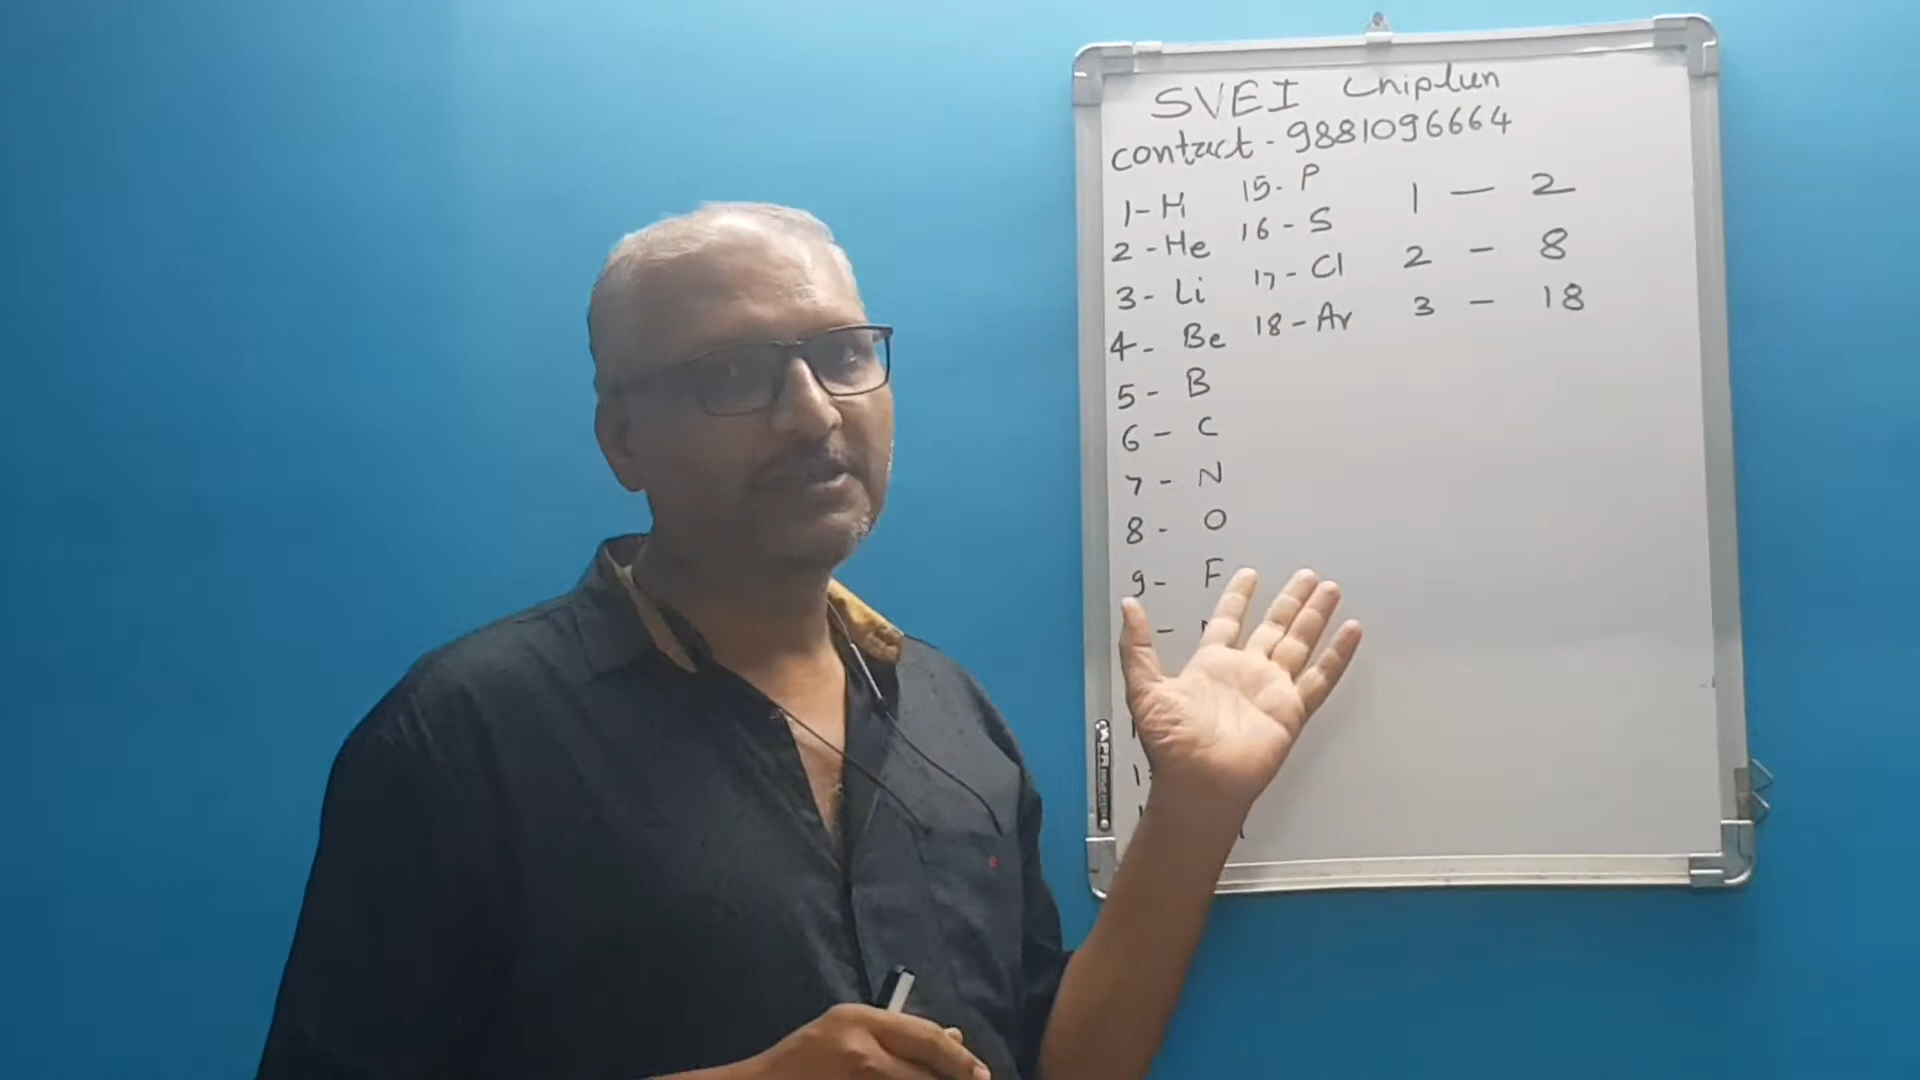 SVEI Chiplun
contact - 9881096664
1- H
2 - He
3- Li
4- Be
5- B
6- C
7- N
8- O
9- F
15- P
16 - S
17- Cl
18- Ar
1 — 2
2 - 8
3 - 18